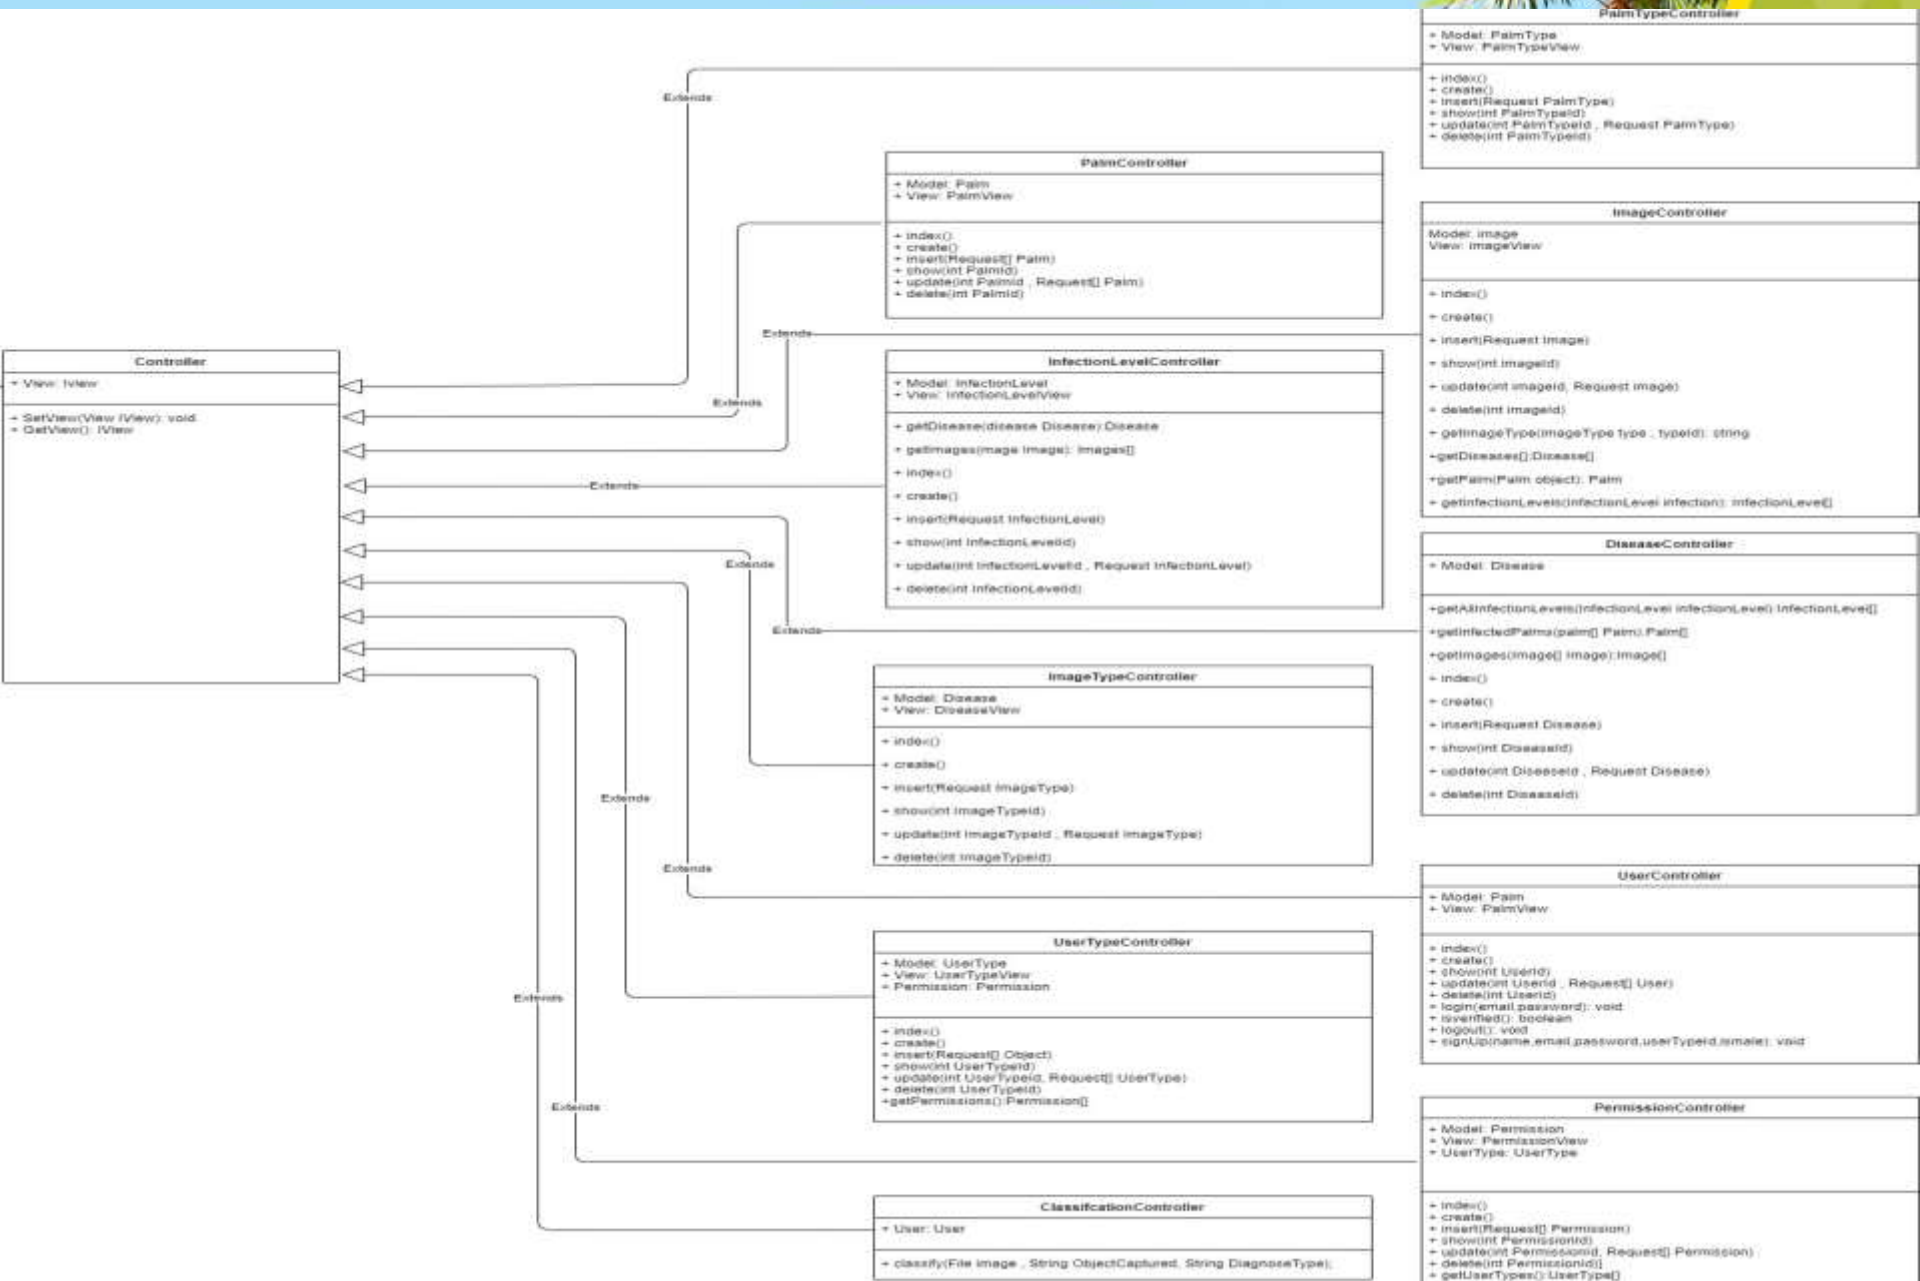 Controller
+ View: Iview
+ SetView(View IView): void
+ GetView(): IView
Extends
Extends
Extends
Extends
Extends
Extends
Extends
Extends
Extends
Extends
PalmController
+ Model: Palm
+ View: PalmView
+ index()
+ create()
+ insert(Request[] Palm)
+ show(int PalmId)
+ update(int PalmId , Request[] Palm)
+ delete(int PalmId)
InfectionLevelController
+ Model: InfectionLevel
+ View: InfectionLevelView
+ getDisease(disease Disease):Disease
+ getImages(mage Image): Images[]
+ index()
+ create()
+ insert(Request InfectionLevel)
+ show(int InfectionLevelId)
+ update(int InfectionLevelId , Request InfectionLevel)
+ delete(int InfectionLevelId)
ImageTypeController
+ Model: Disease
+ View: DiseaseView
+ index()
+ create()
+ insert(Request ImageType)
+ show(int ImageTypeId)
+ update(int ImageTypeId , Request ImageType)
+ delete(int ImageTypeId)
UserTypeController
+ Model: UserType
+ View: UserTypeView
+ Permission: Permission
+ index()
+ create()
+ insert(Request[] Object)
+ show(int UserTypeId)
+ update(int UserTypeId, Request[] UserType)
+ delete(int UserTypeId)
+getPermissions():Permission[]
ClassifcationController
+ User: User
+ classify(File image , String ObjectCaptured, String DiagnoseType);
PalmTypeController
+ Model: PalmType
+ View: PalmTypeView
+ index()
+ create()
+ insert(Request PalmType)
+ show(int PalmTypeId)
+ update(int PalmTypeId , Request PalmType)
+ delete(int PalmTypeId)
ImageController
Model: image
View: imageView
+ index()
+ create()
+ insert(Request Image)
+ show(int imageId)
+ update(int imageId, Request image)
+ delete(int imageId)
+ getImageType(imageType type , typeId): string
+getDiseases[]:Disease[]
+getPalm(Palm object): Palm
+ getInfectionLevels(InfectionLevel infection): InfectionLevel[]
DiseaseController
+ Model: Disease
+getAllInfectionLevels(InfectionLevel infectionLevel):InfectionLevel[]
+getInfectedPalms(palm[] Palm):Palm[]
+getImages(Image[] Image):Image[]
+ index()
+ create()
+ insert(Request Disease)
+ show(int DiseaseId)
+ update(int DiseaseId , Request Disease)
+ delete(int DiseaseId)
UserController
+ Model: Palm
+ View: PalmView
+ index()
+ create()
+ show(int UserId)
+ update(int UserId , Request[] User)
+ delete(int UserId)
+ login(email,password): void
+ isverified(): boolean
+ logout(): void
+ signUp(name,email,password,userTypeId,ismale): void
PermissionController
+ Model: Permission
+ View: PermissionView
+ UserType: UserType
+ index()
+ create()
+ insert(Request[] Permission)
+ show(int PermissionId)
+ update(int PermissionId, Request[] Permission)
+ delete(int PermissionId)]
+ getUserTypes():UserType[]